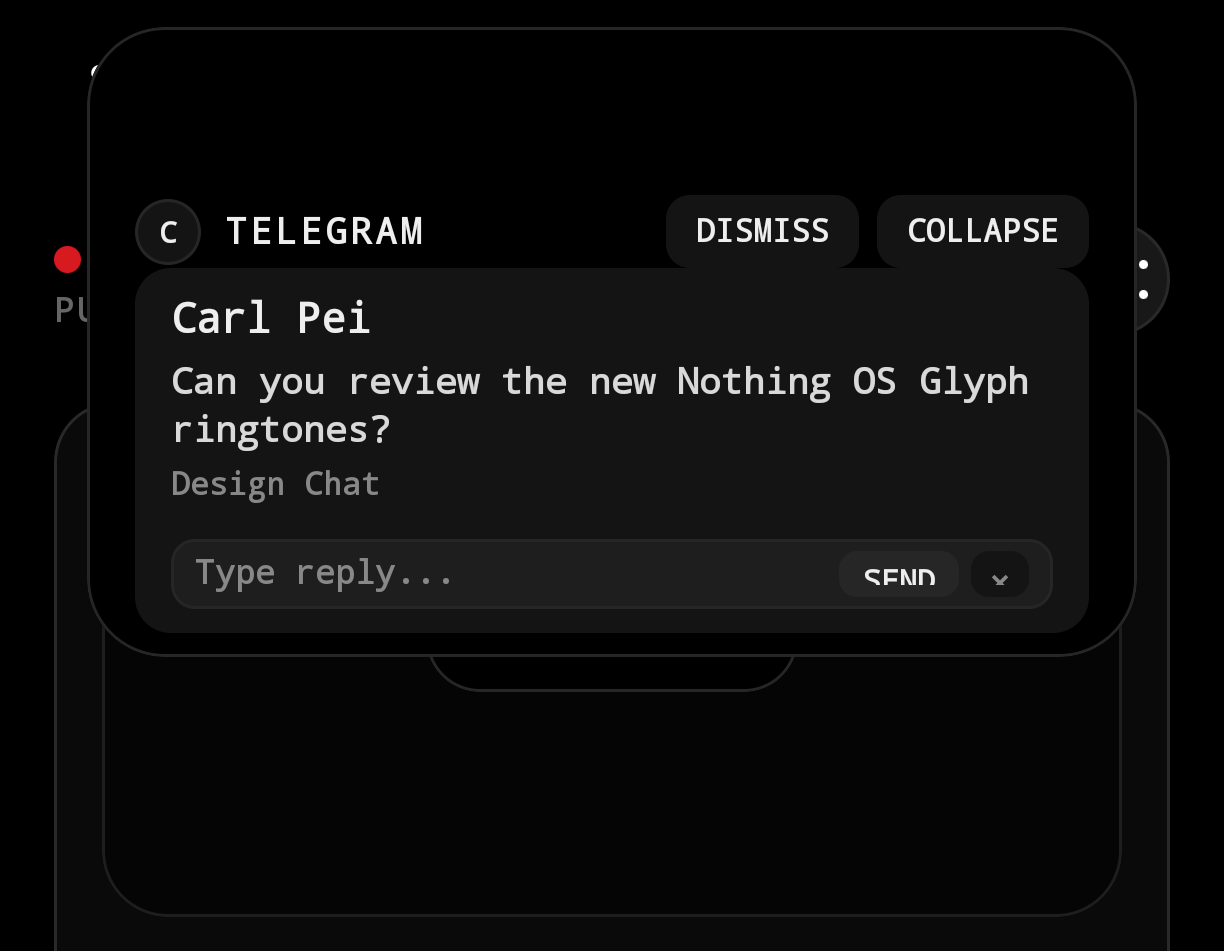 C TELEGRAM DISMISS COLLAPSE
PU
Carl Pei
Can you review the new Nothing OS Glyph
ringtones?
Design Chat
Type reply... SEND ×